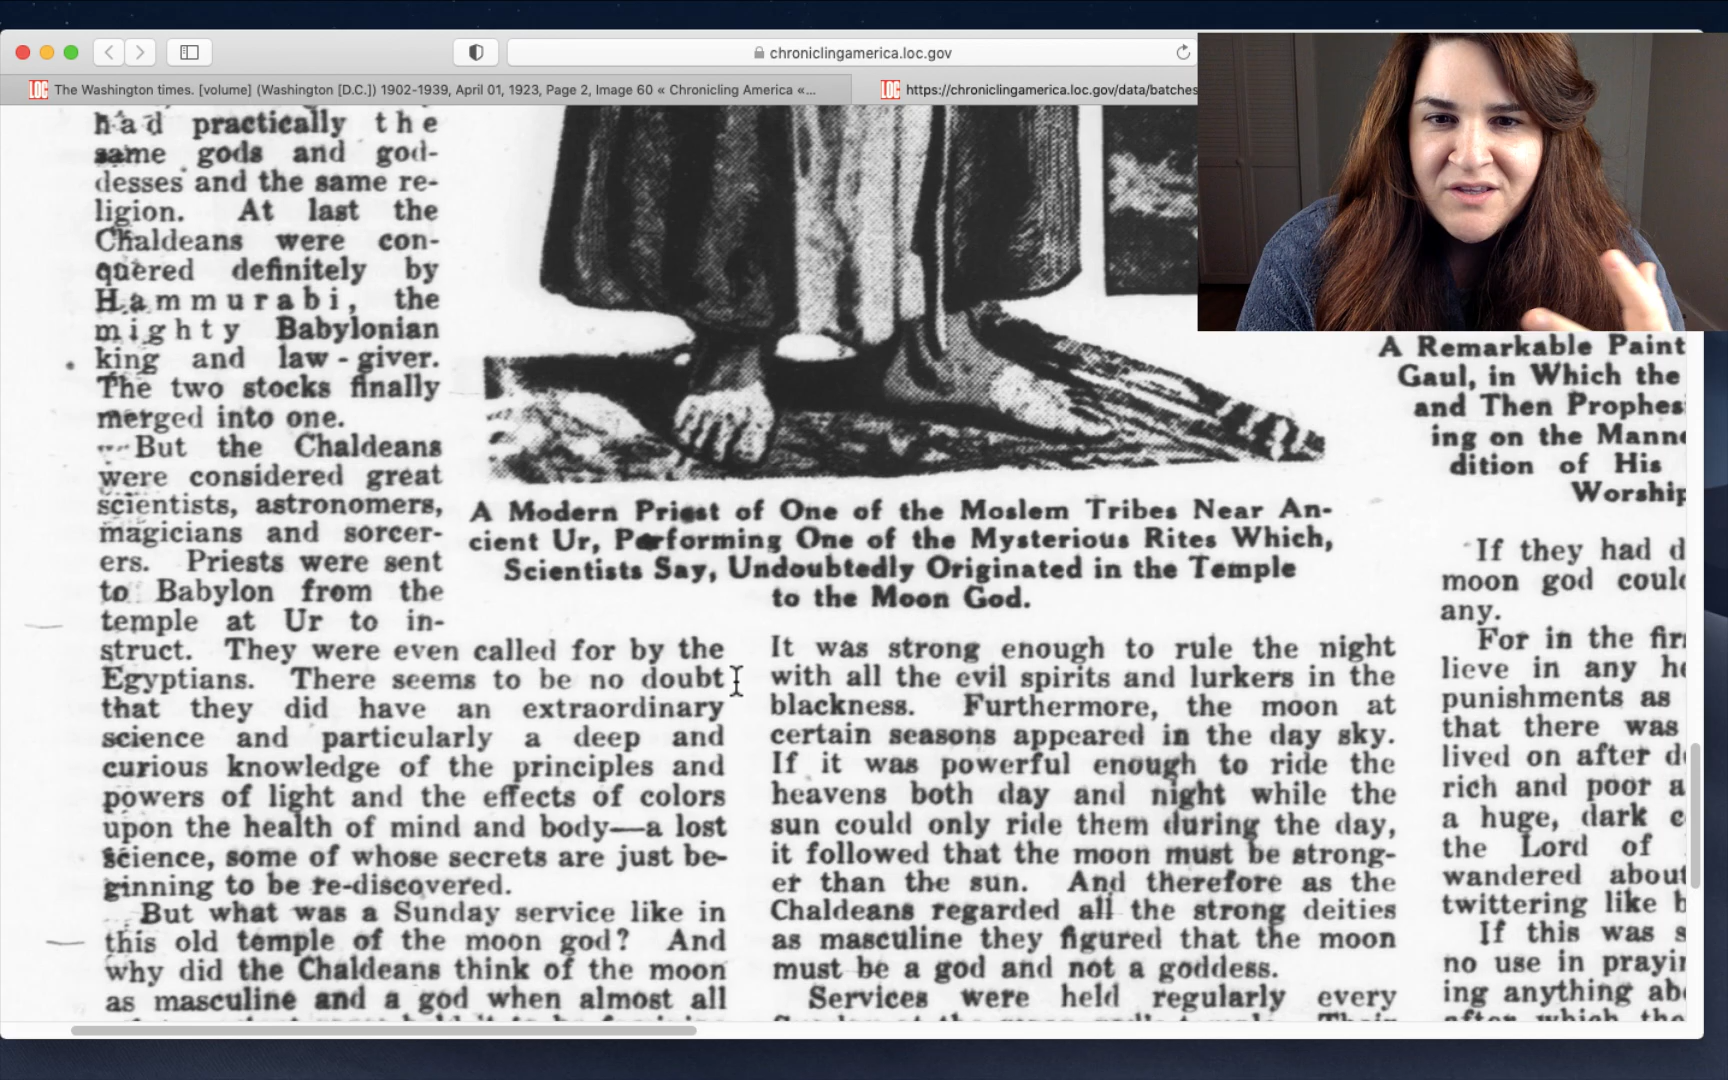 chroniclingamerica.loc.gov
LOC The Washington times. [volume] (Washington [D.C.]) 1902-1939, April 01, 1923, Page 2, Image 60 « Chronicling America «...
LOC https://chroniclingamerica.loc.gov/data/batches
had practically the
same gods and god-
desses and the same re-
ligion. At last the
Chaldeans were con-
quered definitely by
Hammurabi, the
mighty Babylonian
king and law-giver.
The two stocks finally
merged into one.
But the Chaldeans
were considered great
scientists, astronomers,
magicians and sorcer-
ers. Priests were sent
to Babylon from the
temple at Ur to in-
struct. They were even called for by the
Egyptians. There seems to be no doubt
that they did have an extraordinary
science and particularly a deep and
curious knowledge of the principles and
powers of light and the effects of colors
upon the health of mind and body—a lost
science, some of whose secrets are just be-
ginning to be re-discovered.
But what was a Sunday service like in
this old temple of the moon god? And
why did the Chaldeans think of the moon
as masculine and a god when almost all
A Modern Priest of One of the Moslem Tribes Near An-
cient Ur, Performing One of the Mysterious Rites Which,
Scientists Say, Undoubtedly Originated in the Temple
to the Moon God.
It was strong enough to rule the night
with all the evil spirits and lurkers in the
blackness. Furthermore, the moon at
certain seasons appeared in the day sky.
If it was powerful enough to ride the
heavens both day and night while the
sun could only ride them during the day,
it followed that the moon must be strong-
er than the sun. And therefore as the
Chaldeans regarded all the strong deities
as masculine they figured that the moon
must be a god and not a goddess.
Services were held regularly every
A Remarkable Paint
Gaul, in Which the
and Then Prophes
ing on the Mann
dition of His
Worship
If they had d
moon god coul
any.
For in the fir
lieve in any h
punishments as
that there was
lived on after d
rich and poor a
a huge, dark c
the Lord of
wandered about
twittering like b
If this was s
no use in prayi
ing anything ab
after which the